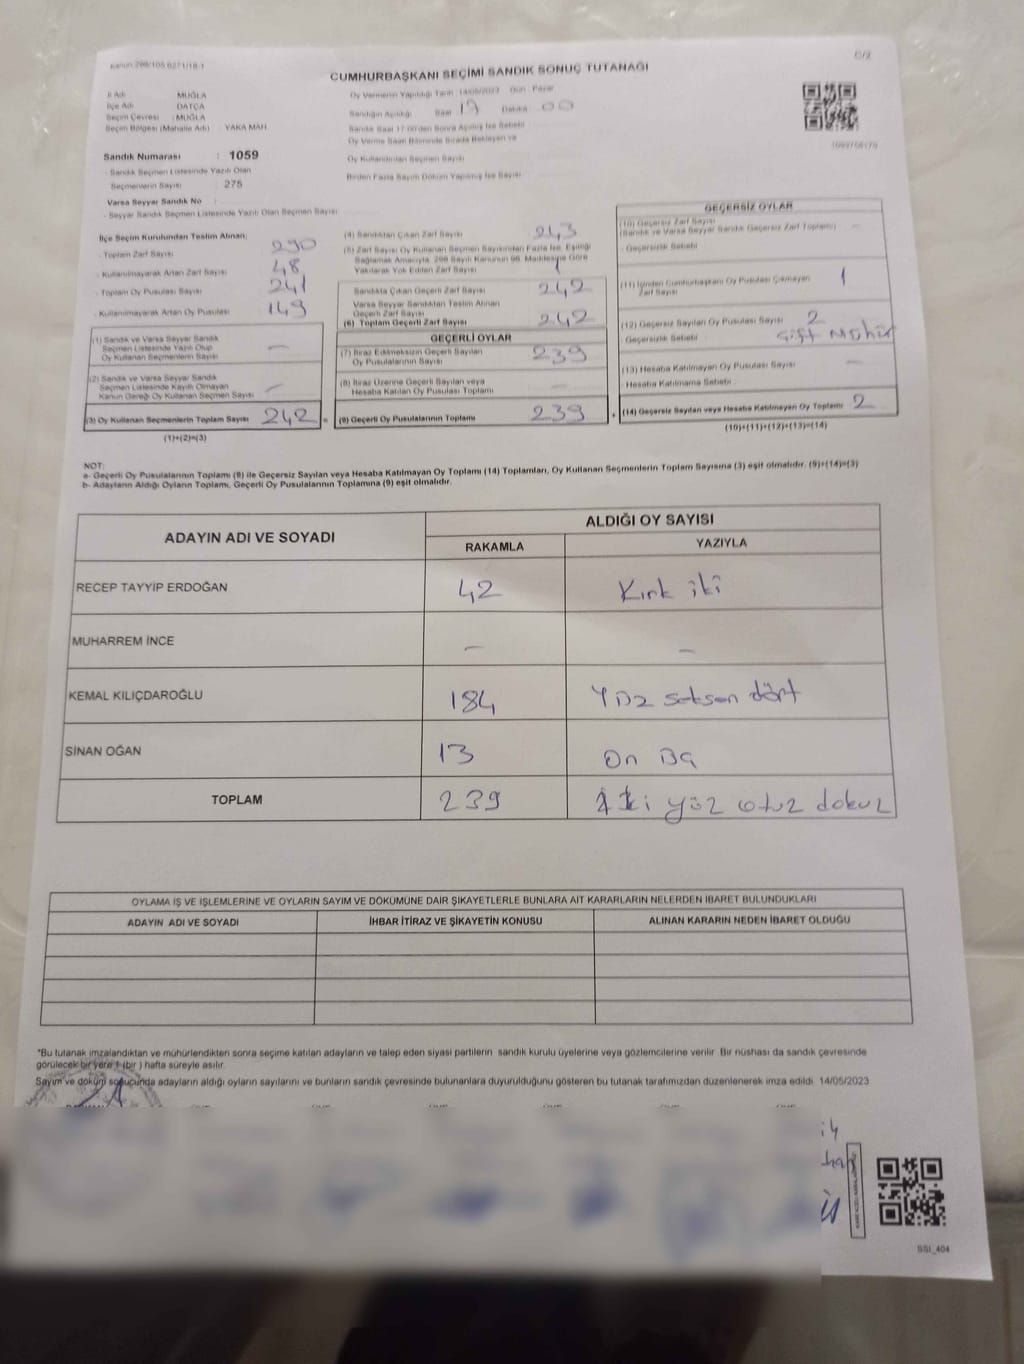 Kanun 298/105 6271/18-1
C/2
CUMHURBAŞKANI SEÇİMİ SANDIK SONUÇ TUTANAĞI
İl Adı : MUĞLA
İlçe Adı : DATÇA
Seçim Çevresi : MUĞLA
Seçim Bölgesi (Mahalle Adı) : YAKA MAH
Sandık Numarası : 1059
- Sandık Seçmen Listesinde Yazılı Olan
Seçmenlerin Sayısı : 275
Varsa Seyyar Sandık No :
- Seyyar Sandık Seçmen Listesinde Yazılı Olan Seçmen Sayısı :
Oy Vermenin Yapıldığı Tarih : 14/05/2023 Gün : Pazar
Sandığın Açıldığı Saat 19 Dakika 00
Sandık Saat 17:00'den Sonra Açılmış İse Sebebi
Oy Verme Saati Bitiminde Sırada Bekleyen ve
Oy Kullandırılan Seçmen Sayısı
Birden Fazla Sayım Döküm Yapılmış İse Sayısı
İlçe Seçim Kurulundan Teslim Alınan;
- Toplam Zarf Sayısı 290
- Kullanılmayarak Artan Zarf Sayısı 48
- Toplam Oy Pusulası Sayısı 241
- Kullanılmayarak Artan Oy Pusulası 149
(1) Sandık ve Varsa Seyyar Sandık
Seçmen Listesinde Yazılı Olup
Oy Kullanan Seçmenlerin Sayısı —
(2) Sandık ve Varsa Seyyar Sandık
Seçmen Listesinde Kayıtlı Olmayan
Kanun Gereği Oy Kullanan Seçmen Sayısı —
(3) Oy Kullanan Seçmenlerin Toplam Sayısı 242 =
(1)+(2)=(3)
(4) Sandıktan Çıkan Zarf Sayısı 243
(5) Zarf Sayısı Oy Kullanan Seçmen Sayısından Fazla İse, Eşitliği
Sağlamak Amacıyla, 298 Sayılı Kanunun 98. Maddesine Göre
Yakılarak Yok Edilen Zarf Sayısı 1
Sandıkta Çıkan Geçerli Zarf Sayısı 242
Varsa Seyyar Sandıktan Teslim Alınan
Geçerli Zarf Sayısı
(6) Toplam Geçerli Zarf Sayısı 242
GEÇERLİ OYLAR
(7) İtiraz Edilmeksizin Geçerli Sayılan
Oy Pusulalarının Sayısı 239
(8) İtiraz Üzerine Geçerli Sayılan veya
Hesaba Katılan Oy Pusulası Toplamı —
(9) Geçerli Oy Pusulalarının Toplamı 239 +
GEÇERSİZ OYLAR
(10) Geçersiz Zarf Sayısı
(Sandık ve Varsa Seyyar Sandık Geçersiz Zarf Toplamı) —
- Geçersizlik Sebebi
(11) İçinden Cumhurbaşkanı Oy Pusulası Çıkmayan
Zarf Sayısı 1
(12) Geçersiz Sayılan Oy Pusulası Sayısı 2
- Geçersizlik Sebebi Çift Mühür
(13) Hesaba Katılmayan Oy Pusulası Sayısı —
- Hesaba Katılmama Sebebi
(14) Geçersiz Sayılan veya Hesaba Katılmayan Oy Toplamı 2
(10)+(11)+(12)+(13)=(14)
NOT:
a- Geçerli Oy Pusulalarının Toplamı (9) ile Geçersiz Sayılan veya Hesaba Katılmayan Oy Toplamı (14) Toplamları, Oy Kullanan Seçmenlerin Toplam Sayısına (3) eşit olmalıdır. (9)+(14)=(3)
b- Adayların Aldığı Oyların Toplamı, Geçerli Oy Pusulalarının Toplamına (9) eşit olmalıdır.
ADAYIN ADI VE SOYADI
ALDIĞI OY SAYISI
RAKAMLA YAZIYLA
RECEP TAYYİP ERDOĞAN 42 Kırk iki
MUHARREM İNCE — —
KEMAL KILIÇDAROĞLU 184 Yüz seksen dört
SİNAN OĞAN 13 On üç
TOPLAM 239 İki yüz otuz dokuz
OYLAMA İŞ VE İŞLEMLERİNE VE OYLARIN SAYIM VE DÖKÜMÜNE DAİR ŞİKAYETLERLE BUNLARA AİT KARARLARIN NELERDEN İBARET BULUNDUKLARI
ADAYIN ADI VE SOYADI İHBAR İTİRAZ VE ŞİKAYETİN KONUSU ALINAN KARARIN NEDEN İBARET OLDUĞU
*Bu tutanak imzalandıktan ve mühürlendikten sonra seçime katılan adayların ve talep eden siyasi partilerin sandık kurulu üyelerine veya gözlemcilerine verilir. Bir nüshası da sandık çevresinde
görülecek bir yere 1 (bir) hafta süreyle asılır.
Sayım ve döküm sonucunda adayların aldığı oyların sayılarını ve bunların sandık çevresinde bulunanlara duyurulduğunu gösteren bu tutanak tarafımızdan düzenlenerek imza edildi. 14/05/2023
SSI_404